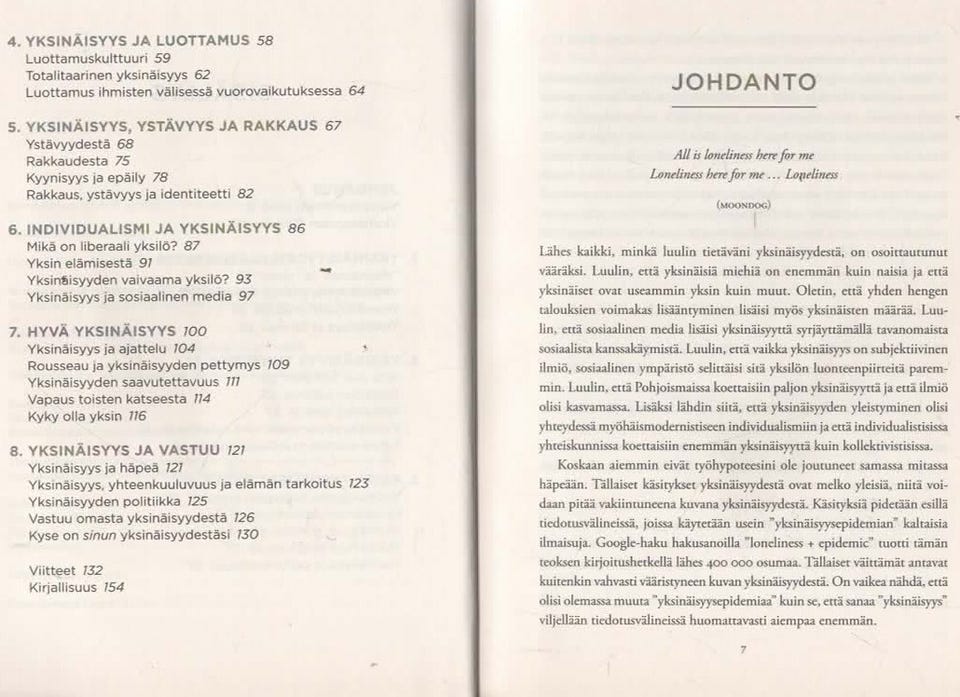 4. YKSINÄISYYS JA LUOTTAMUS 58
Luottamuskulttuuri 59
Totalitaarinen yksinäisyys 62
Luottamus ihmisten välisessä vuorovaikutuksessa 64
5. YKSINÄISYYS, YSTÄVYYS JA RAKKAUS 67
Ystävyydestä 68
Rakkaudesta 75
Kyynisyys ja epäily 78
Rakkaus, ystävyys ja identiteetti 82
6. INDIVIDUALISMI JA YKSINÄISYYS 86
Mikä on liberaali yksilö? 87
Yksin elämisestä 91
Yksinäisyyden vaivaama yksilö? 93
Yksinäisyys ja sosiaalinen media 97
7. HYVÄ YKSINÄISYYS 100
Yksinäisyys ja ajattelu 104
Rousseau ja yksinäisyyden pettymys 109
Yksinäisyyden saavutettavuus 111
Vapaus toisten katseesta 114
Kyky olla yksin 116
8. YKSINÄISYYS JA VASTUU 121
Yksinäisyys ja häpeä 121
Yksinäisyys, yhteenkuuluvuus ja elämän tarkoitus 123
Yksinäisyyden politiikka 125
Vastuu omasta yksinäisyydestä 126
Kyse on sinun yksinäisyydestäsi 130
Viitteet 132
Kirjallisuus 154
JOHDANTO
All is loneliness here for me
Loneliness here for me ... Loneliness
(MOONDOG)
Lähes kaikki, minkä luulin tietäväni yksinäisyydestä, on osoittautunut
vääräksi. Luulin, että yksinäisiä miehiä on enemmän kuin naisia ja että
yksinäiset ovat useammin yksin kuin muut. Oletin, että yhden hengen
talouksien voimakas lisääntyminen lisäisi myös yksinäisten määrää. Luu-
lin, että sosiaalinen media lisäisi yksinäisyyttä syrjäyttämällä tavanomaista
sosiaalista kanssakäymistä. Luulin, että vaikka yksinäisyys on subjektiivinen
ilmiö, sosiaalinen ympäristö selittäisi sitä yksilön luonteenpiirteitä parem-
min. Luulin, että Pohjoismaissa koettaisiin paljon yksinäisyyttä ja että ilmiö
olisi kasvamassa. Lisäksi lähdin siitä, että yksinäisyyden yleistyminen olisi
yhteydessä myöhäismodernistiseen individualismiin ja että individualistisissa
yhteiskunnissa koettaisiin enemmän yksinäisyyttä kuin kollektivistisissa.
Koskaan aiemmin eivät työhypoteesini ole joutuneet samassa mitassa
häpeään. Tällaiset käsitykset yksinäisyydestä ovat melko yleisiä, niitä voi-
daan pitää vakiintuneena kuvana yksinäisyydestä. Käsityksiä pidetään esillä
tiedotusvälineissä, joissa käytetään usein "yksinäisyysepidemian" kaltaisia
ilmaisuja. Google-haku hakusanoilla "loneliness + epidemic" tuotti tämän
teoksen kirjoitushetkellä lähes 400 000 osumaa. Tällaiset väittämät antavat
kuitenkin vahvasti vääristyneen kuvan yksinäisyydestä. On vaikea nähdä, että
olisi olemassa muuta "yksinäisyysepidemiaa" kuin se, että sanaa "yksinäisyys"
viljellään tiedotusvälineissä huomattavasti aiempaa enemmän.
7